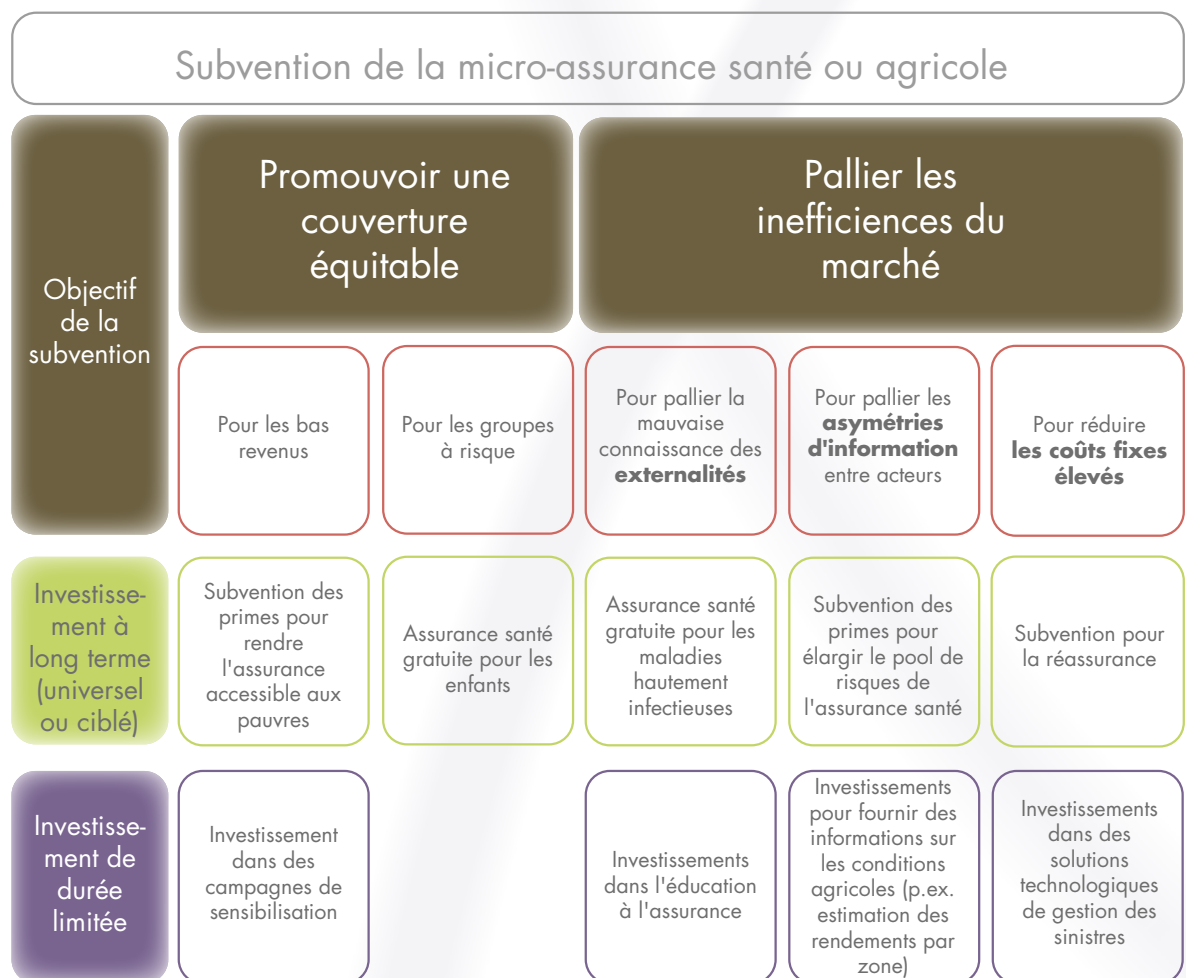 Subvention de la micro-assurance santé ou agricole
Objectif
de la
subvention
Promouvoir une
couverture
équitable
Pallier les
inefficiences du
marché
Pour les bas
revenus
Pour les groupes
à risque
Pour pallier la
mauvaise
connaissance des
externalités
Pour pallier les
asymétries
d'information
entre acteurs
Pour réduire
les coûts fixes
élevés
Investisse-
ment à
long terme
(universel
ou ciblé)
Subvention des
primes pour
rendre
l'assurance
accessible aux
pauvres
Assurance santé
gratuite pour les
enfants
Assurance santé
gratuite pour les
maladies
hautement
infectieuses
Subvention des
primes pour
élargir le pool de
risques de
l'assurance santé
Subvention pour
la réassurance
Investisse-
ment de
durée
limitée
Investissement
dans des
campagnes de
sensibilisation
Investissements
dans l'éducation
à l'assurance
Investissements
pour fournir des
informations sur
les conditions
agricoles (p.ex.
estimation des
rendements par
zone)
Investissements
dans des
solutions
technologiques
de gestion des
sinistres